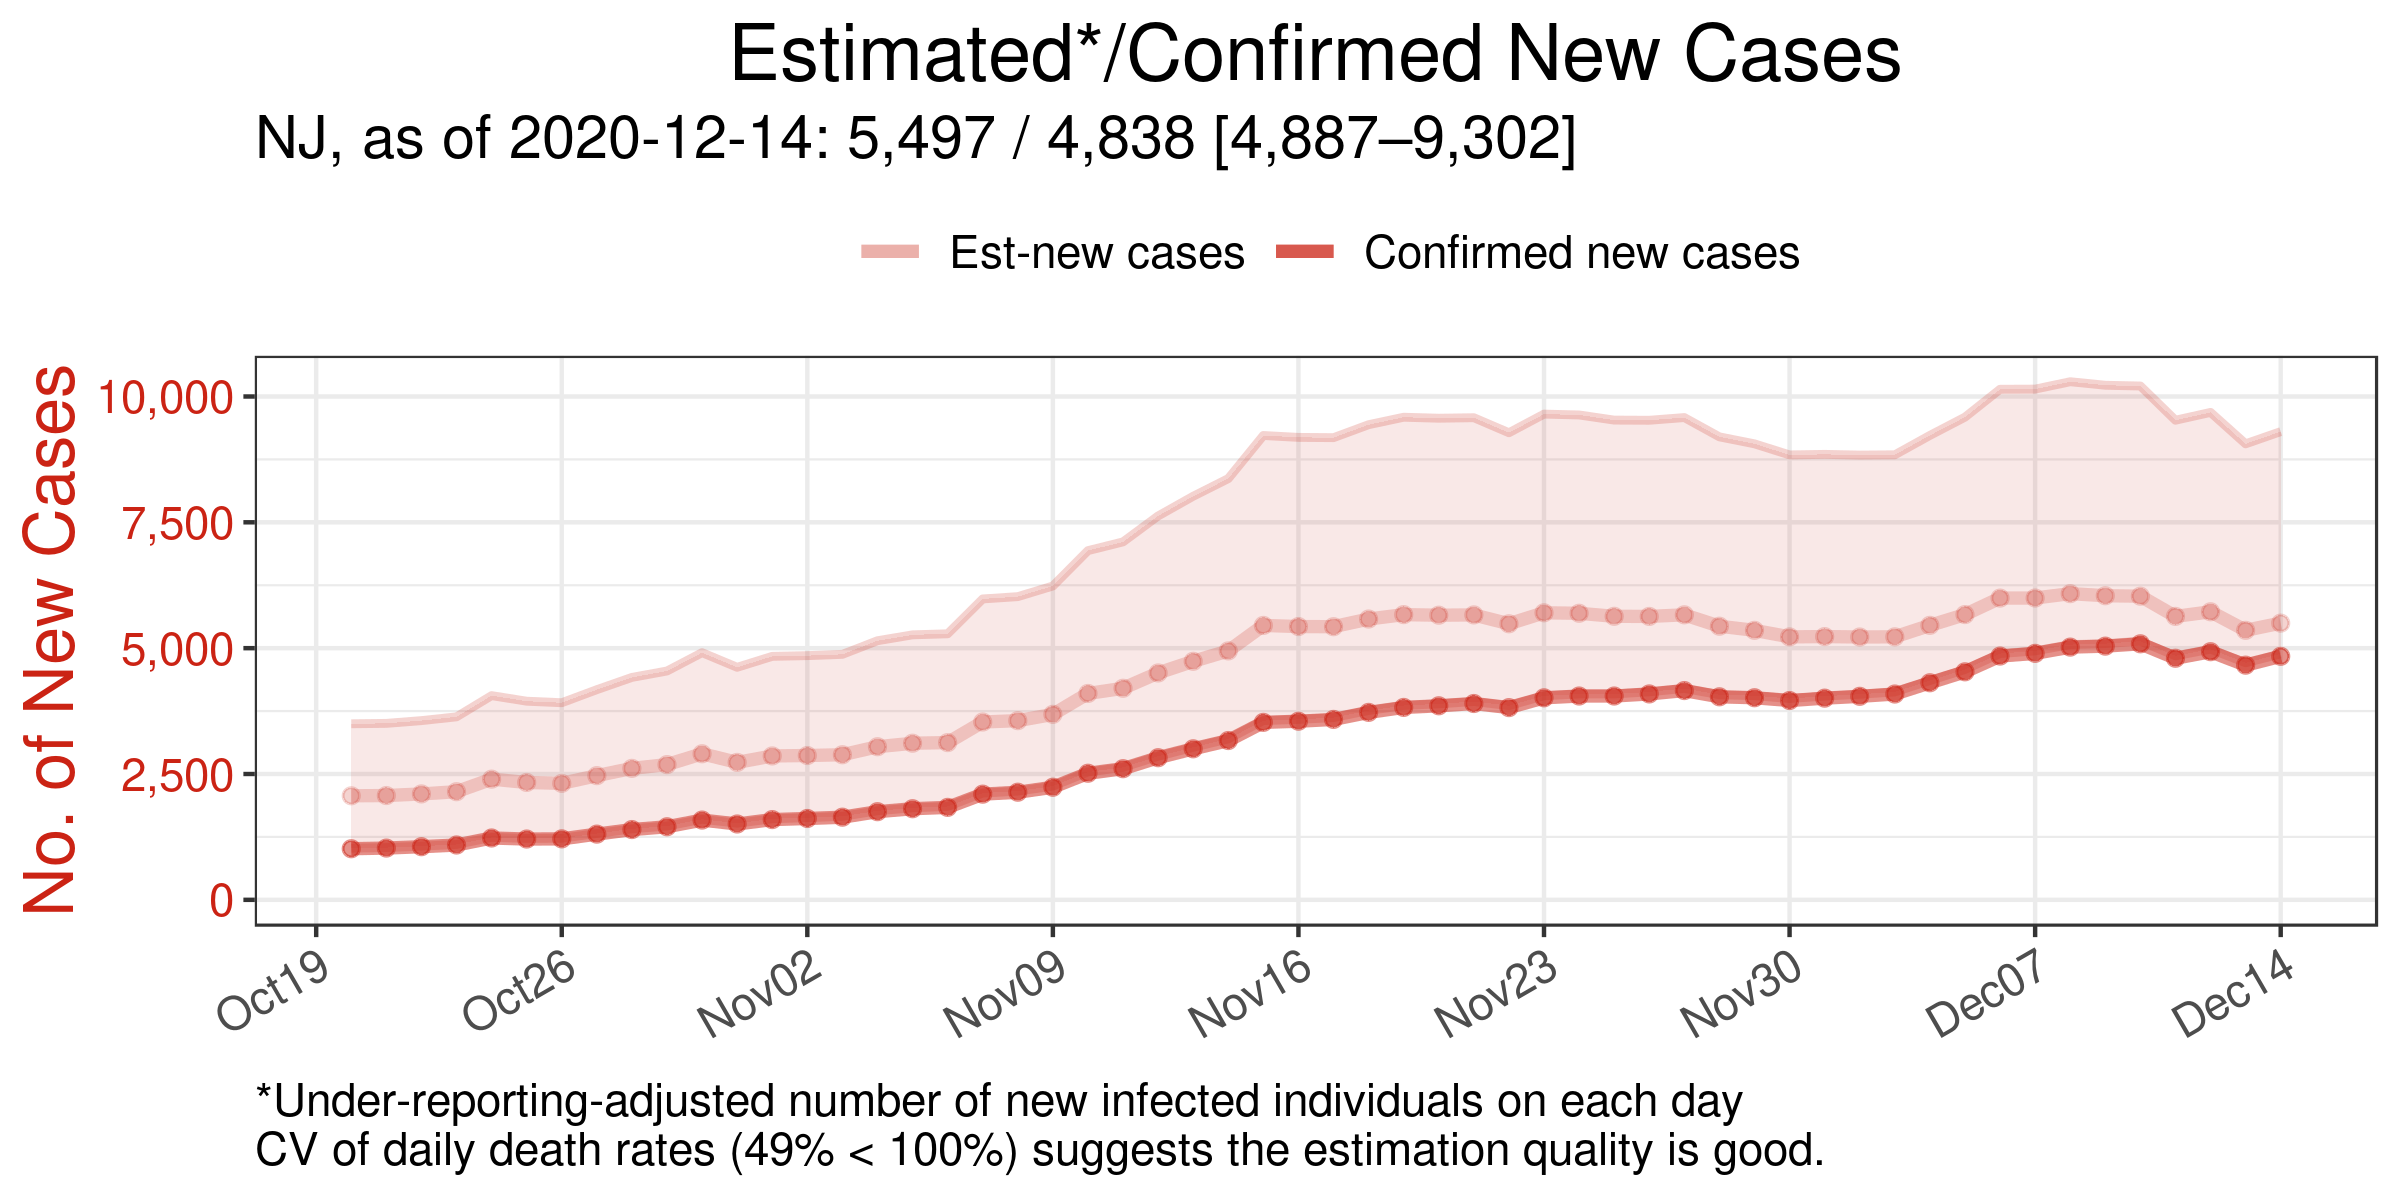 Estimated*/Confirmed New Cases
NJ, as of 2020-12-14: 5,497 / 4,838 [4,887–9,302]
Est-new cases
Confirmed new cases
No. of New Cases
10,000
7,500
5,000
2,500
0
Oct19
Oct26
Nov02
Nov09
Nov16
Nov23
Nov30
Dec07
Dec14
*Under-reporting-adjusted number of new infected individuals on each day
CV of daily death rates (49% < 100%) suggests the estimation quality is good.